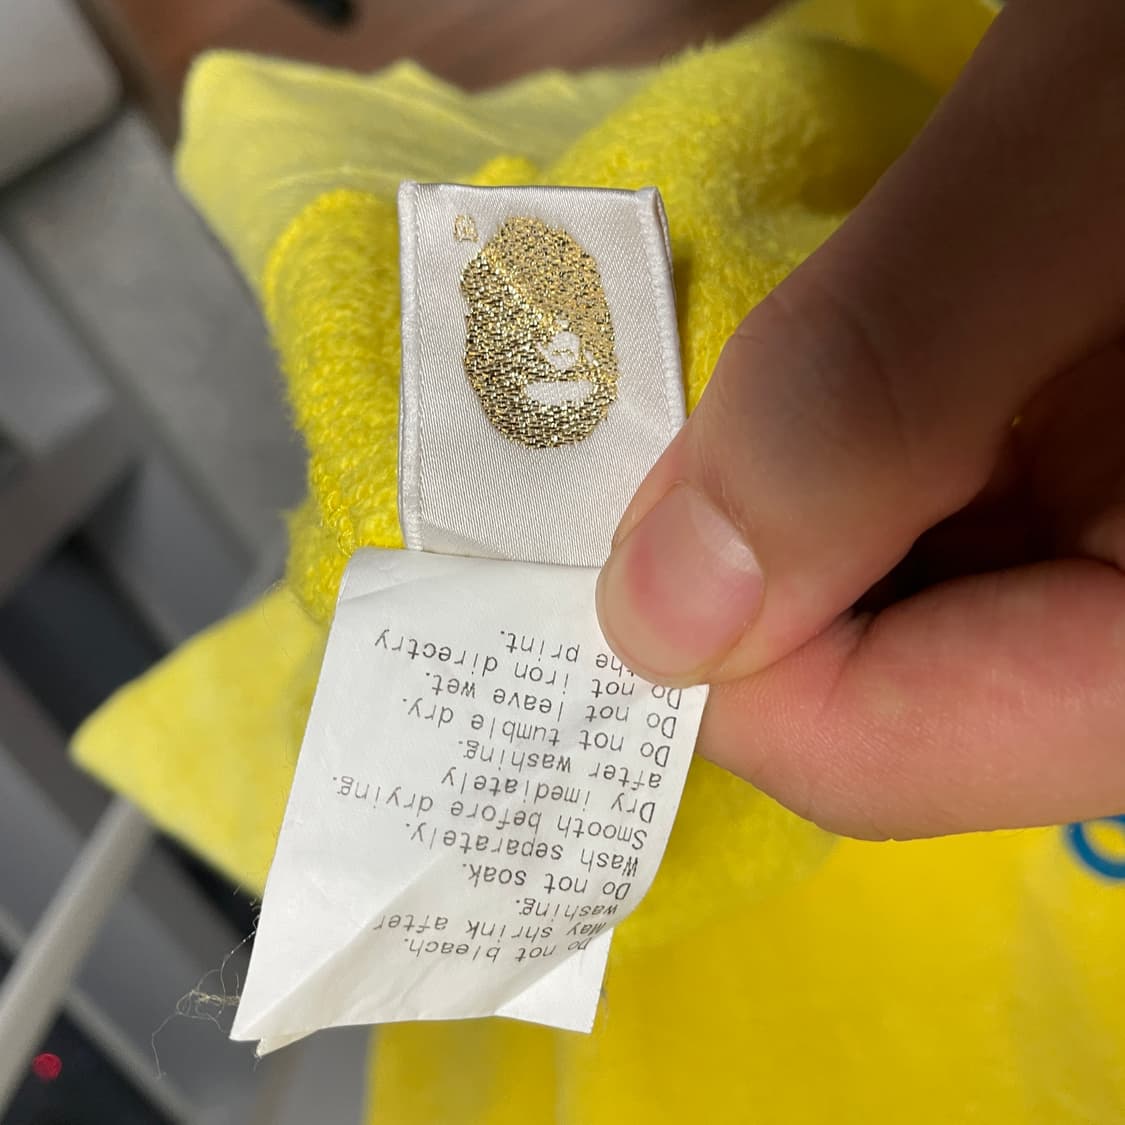 Do not bleach.
May shrink after
washing.
Do not soak.
Wash separately.
Smooth before drying.
Dry imediately
after washing.
Do not tumble dry.
Do not leave wet.
Do not iron directry
the print.